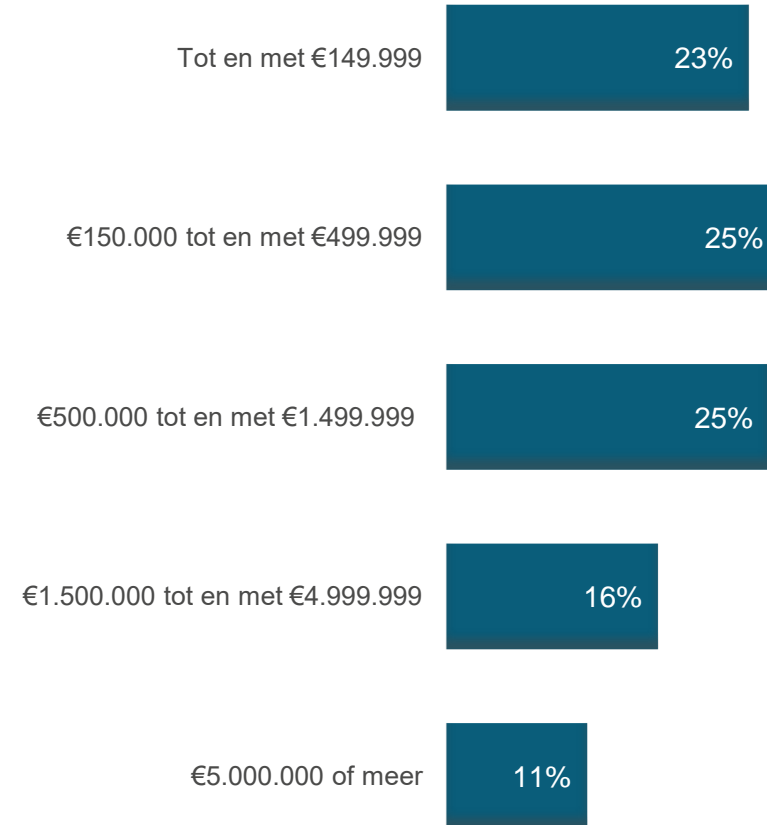 Tot en met €149.999 23%
€150.000 tot en met €499.999 25%
€500.000 tot en met €1.499.999 25%
€1.500.000 tot en met €4.999.999 16%
€5.000.000 of meer 11%